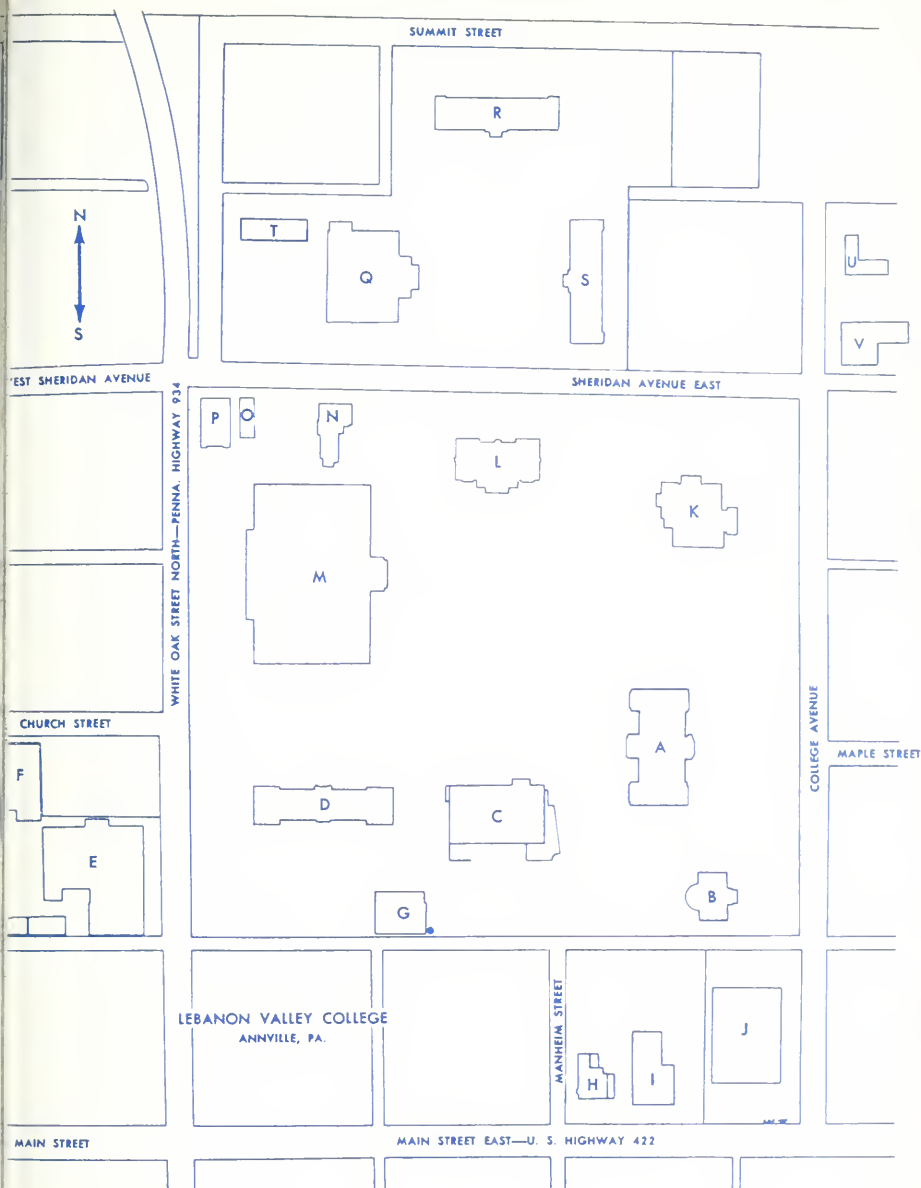 SUMMIT STREET
R
N
T
Q
S
U
S
V
EST SHERIDAN AVENUE
SHERIDAN AVENUE EAST
P
O
N
L
K
M
WHITE OAK STREET NORTH—PENNA. HIGHWAY 934
CHURCH STREET
COLLEGE AVENUE
MAPLE STREET
F
A
D
C
E
B
G
LEBANON VALLEY COLLEGE
ANNVILLE, PA.
MANHEIM STREET
J
H
I
MAIN STREET
MAIN STREET EAST—U. S. HIGHWAY 422